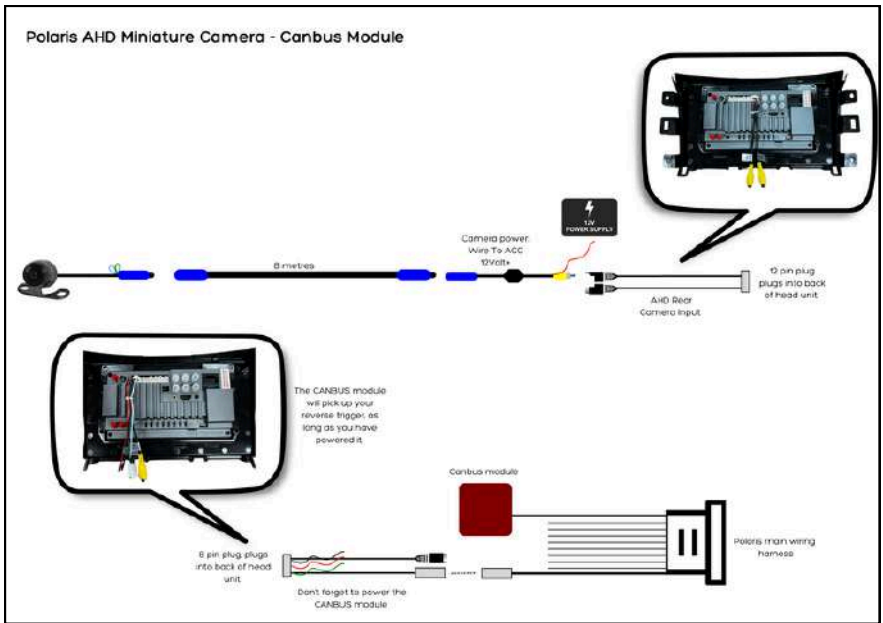 Polaris AHD Miniature Camera - Canbus Module
12V
POWER SUPPLY
Camera power.
Wire To ACC
12Volt+
8 metres
12 pin plug
plugs into back
of head unit
AHD Rear
Camera Input
The CANBUS module
will pick up your
reverse trigger, as
long as you have
powered it
Canbus module
Polaris main wiring
harness
8 pin plug, plugs
into back of head
unit
Don't forget to power the
CANBUS module